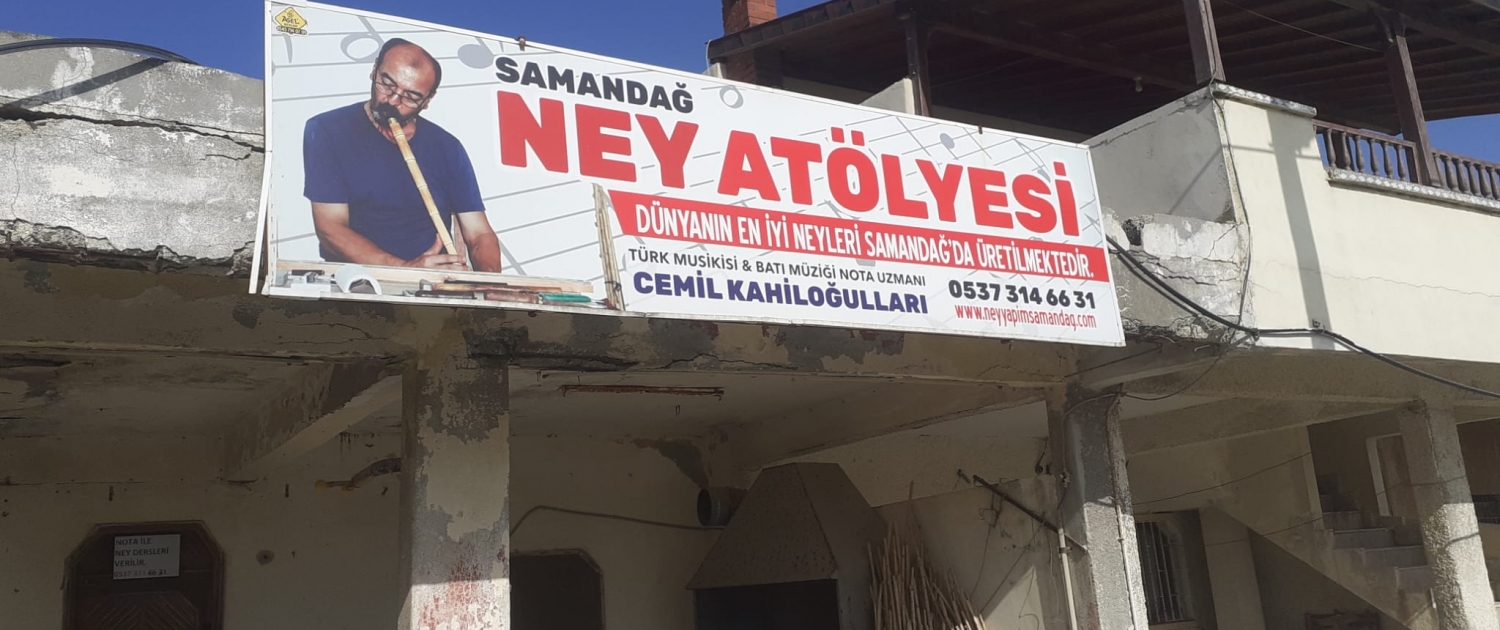 SAMANDAĞ
NEY ATÖLYESİ
DÜNYANIN EN İYİ NEYLERİ SAMANDAĞ'DA ÜRETİLMEKTEDİR.
TÜRK MUSİKİSİ & BATI MÜZİĞİ NOTA UZMANI
CEMİL KAHİLOĞULLARI
0537 314 66 31
www.neyyapimsamandag.com
NOTA İLE
NEY DERSLERİ
VERİLİR.